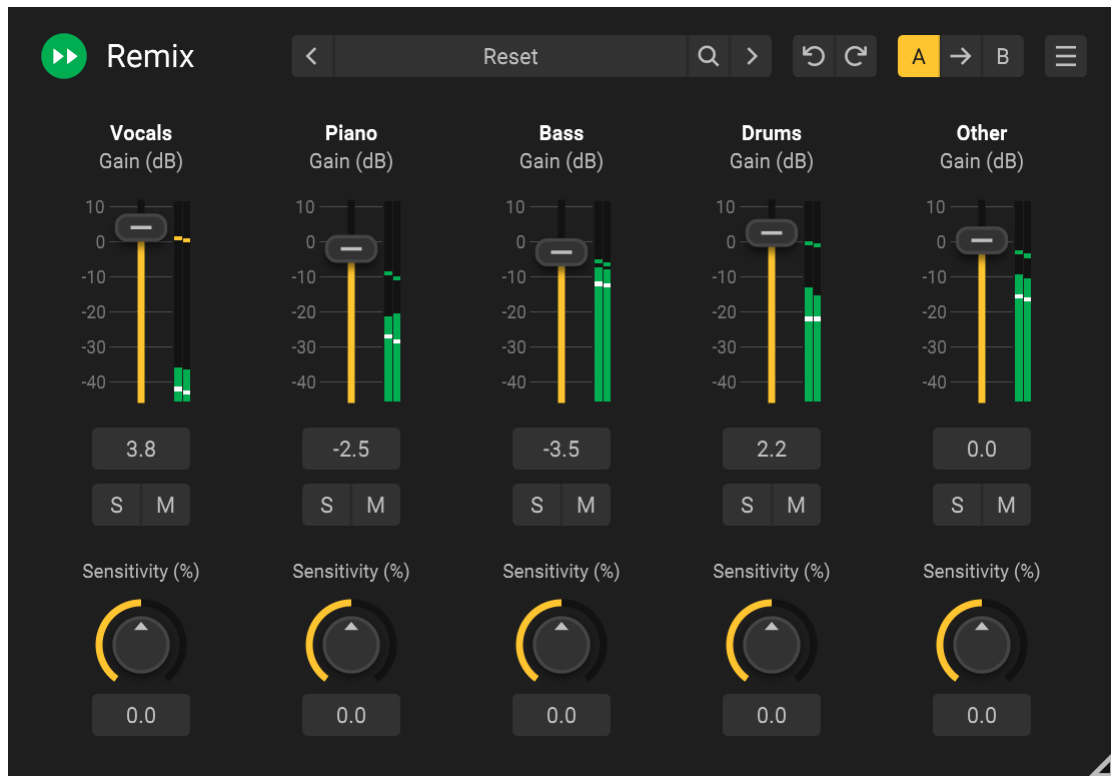 Remix Reset A B
Vocals Piano Bass Drums Other
Gain (dB) Gain (dB) Gain (dB) Gain (dB) Gain (dB)
10 10 10 10 10
0 0 0 0 0
-10 -10 -10 -10 -10
-20 -20 -20 -20 -20
-30 -30 -30 -30 -30
-40 -40 -40 -40 -40
3.8 -2.5 -3.5 2.2 0.0
S M S M S M S M S M
Sensitivity (%) Sensitivity (%) Sensitivity (%) Sensitivity (%) Sensitivity (%)
0.0 0.0 0.0 0.0 0.0